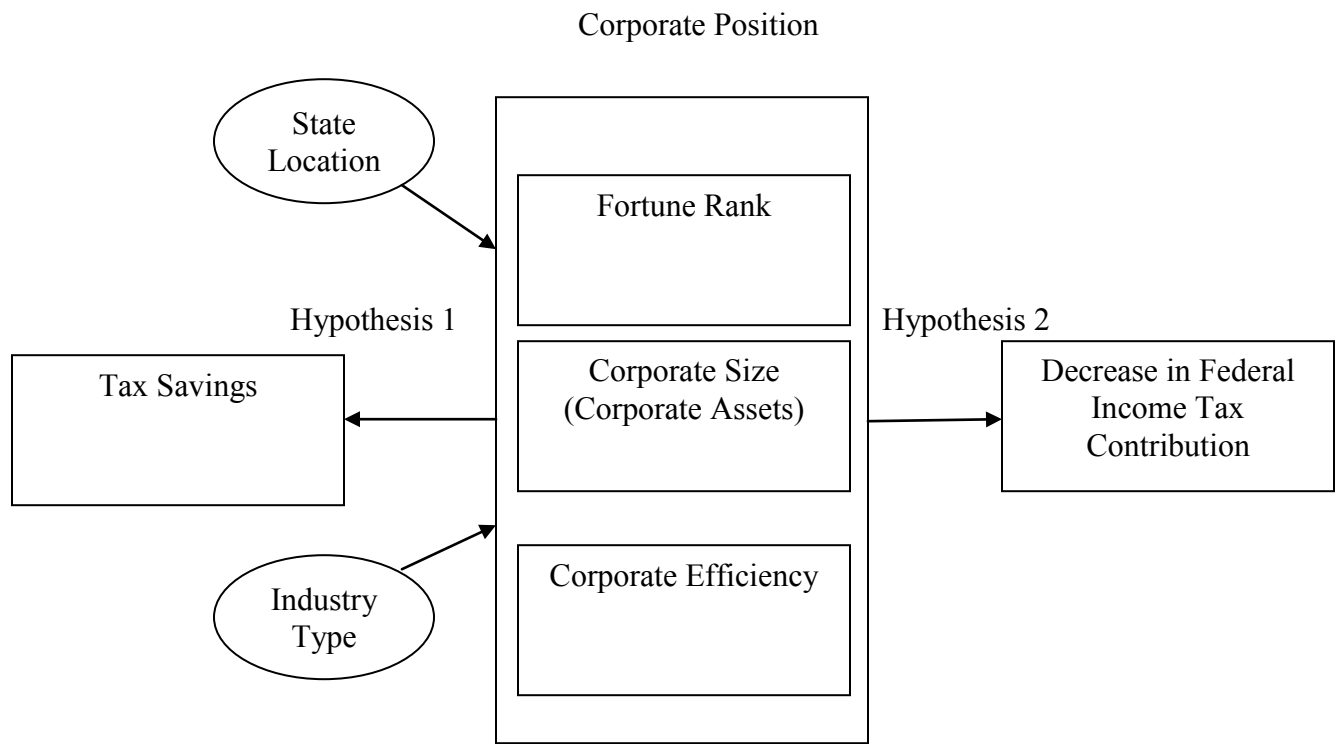 Corporate Position
State
Location
Fortune Rank
Hypothesis 1
Hypothesis 2
Tax Savings
Corporate Size
(Corporate Assets)
Decrease in Federal
Income Tax
Contribution
Corporate Efficiency
Industry
Type